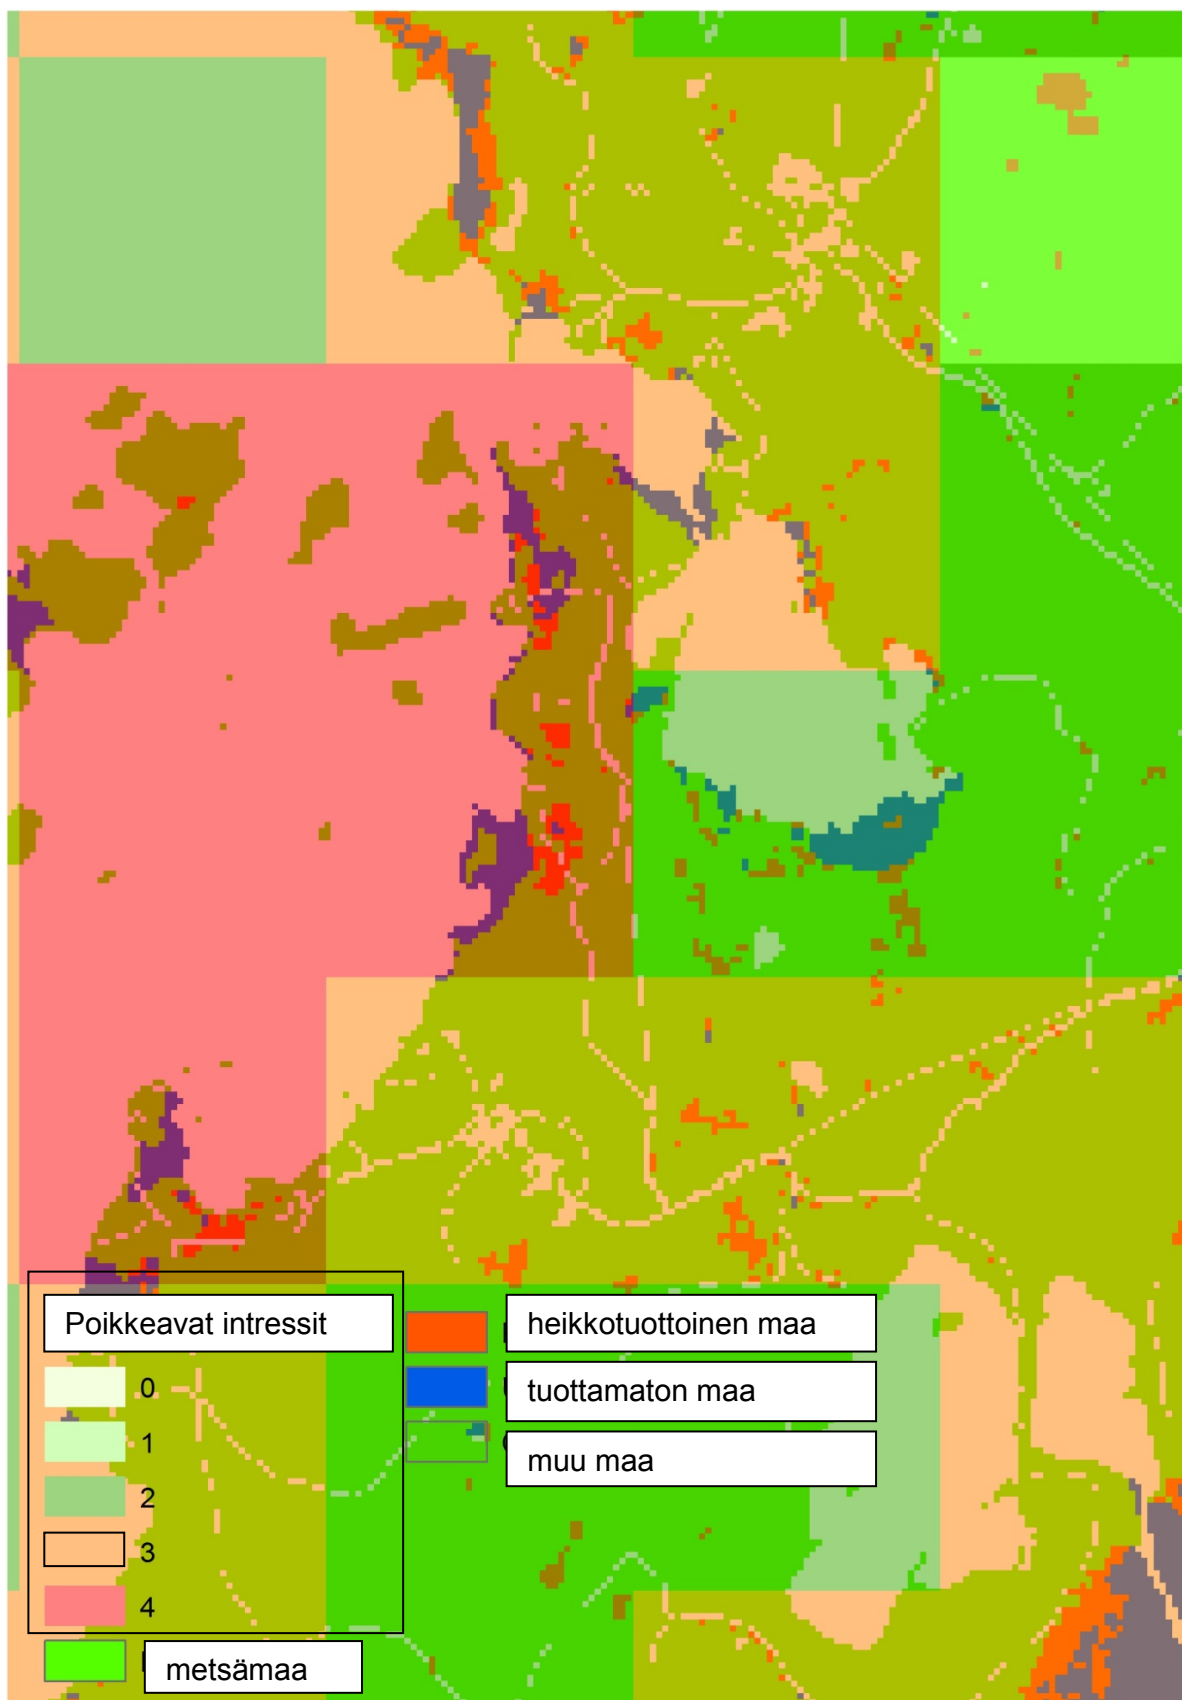 Poikkeavat intressit
0
1
2
3
4
metsämaa
heikkotuottoinen maa
tuottamaton maa
muu maa